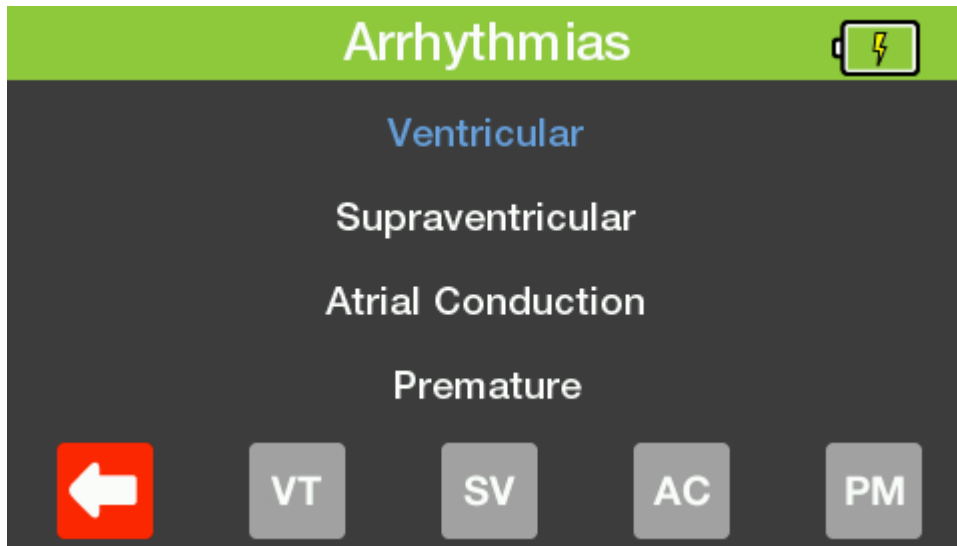 Arrhythmias
Ventricular
Supraventricular
Atrial Conduction
Premature
VT SV AC PM